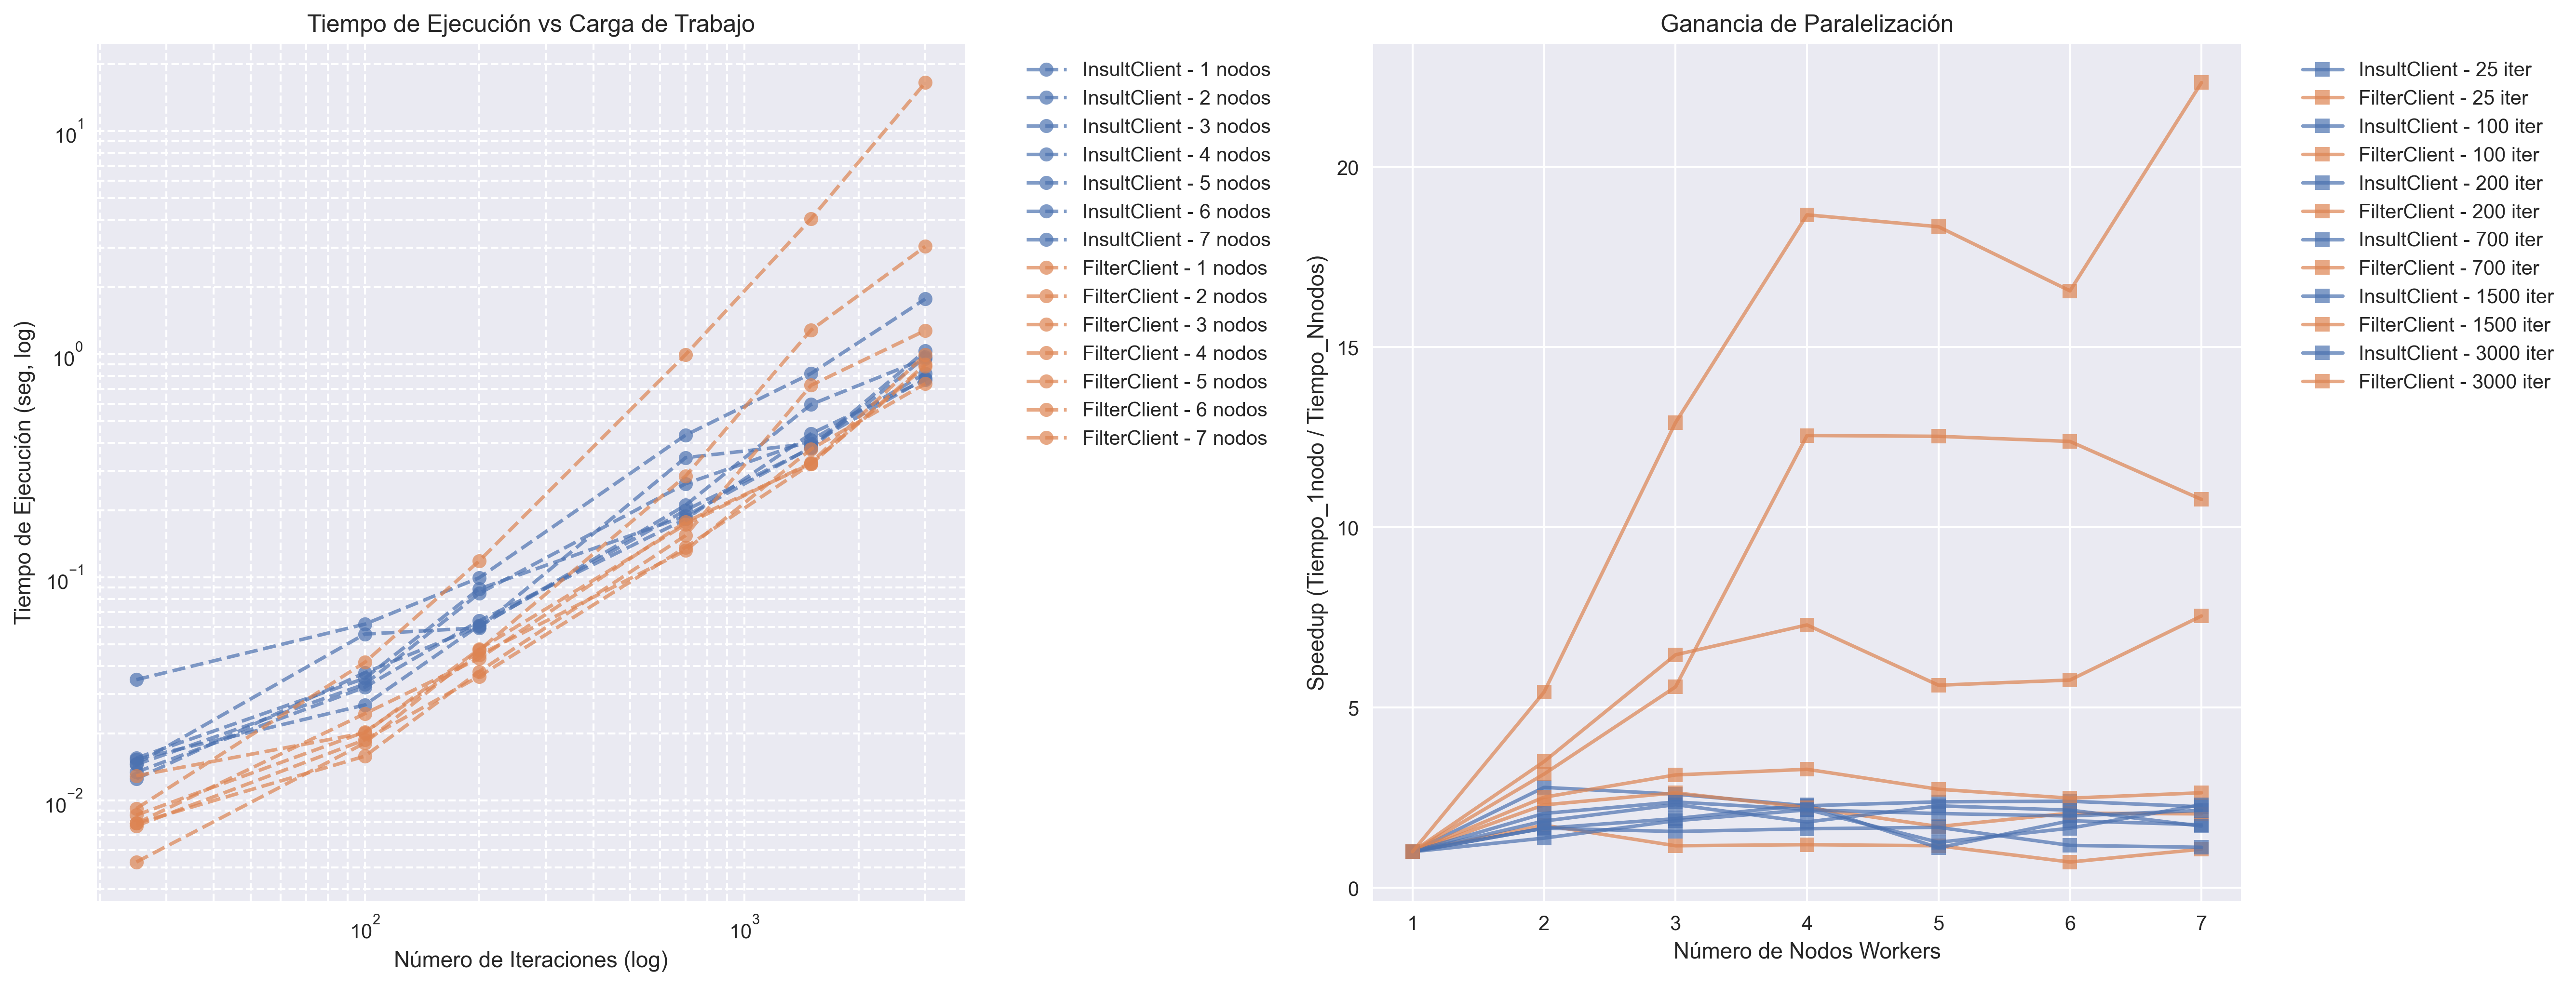 Tiempo de Ejecución vs Carga de Trabajo
Tiempo de Ejecución (seg, log)
10^1
10^0
10^-1
10^-2
10^2
10^3
Número de Iteraciones (log)
InsultClient - 1 nodos
InsultClient - 2 nodos
InsultClient - 3 nodos
InsultClient - 4 nodos
InsultClient - 5 nodos
InsultClient - 6 nodos
InsultClient - 7 nodos
FilterClient - 1 nodos
FilterClient - 2 nodos
FilterClient - 3 nodos
FilterClient - 4 nodos
FilterClient - 5 nodos
FilterClient - 6 nodos
FilterClient - 7 nodos
Ganancia de Paralelización
Speedup (Tiempo_1nodo / Tiempo_Nnodos)
20
15
10
5
0
1 2 3 4 5 6 7
Número de Nodos Workers
InsultClient - 25 iter
FilterClient - 25 iter
InsultClient - 100 iter
FilterClient - 100 iter
InsultClient - 200 iter
FilterClient - 200 iter
InsultClient - 700 iter
FilterClient - 700 iter
InsultClient - 1500 iter
FilterClient - 1500 iter
InsultClient - 3000 iter
FilterClient - 3000 iter